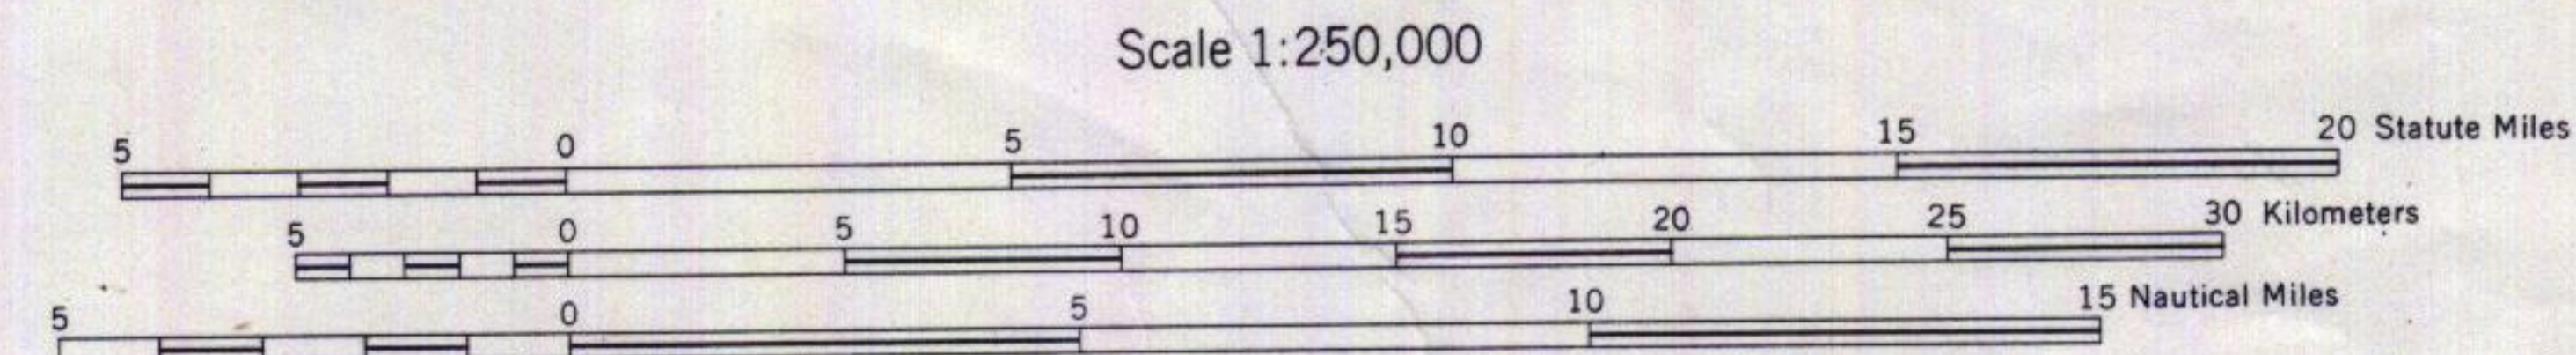 Scale 1:250,000
5 0 5 10 15 20 Statute Miles
5 0 5 10 15 20 25 30 Kilometers
5 0 5 10 15 Nautical Miles